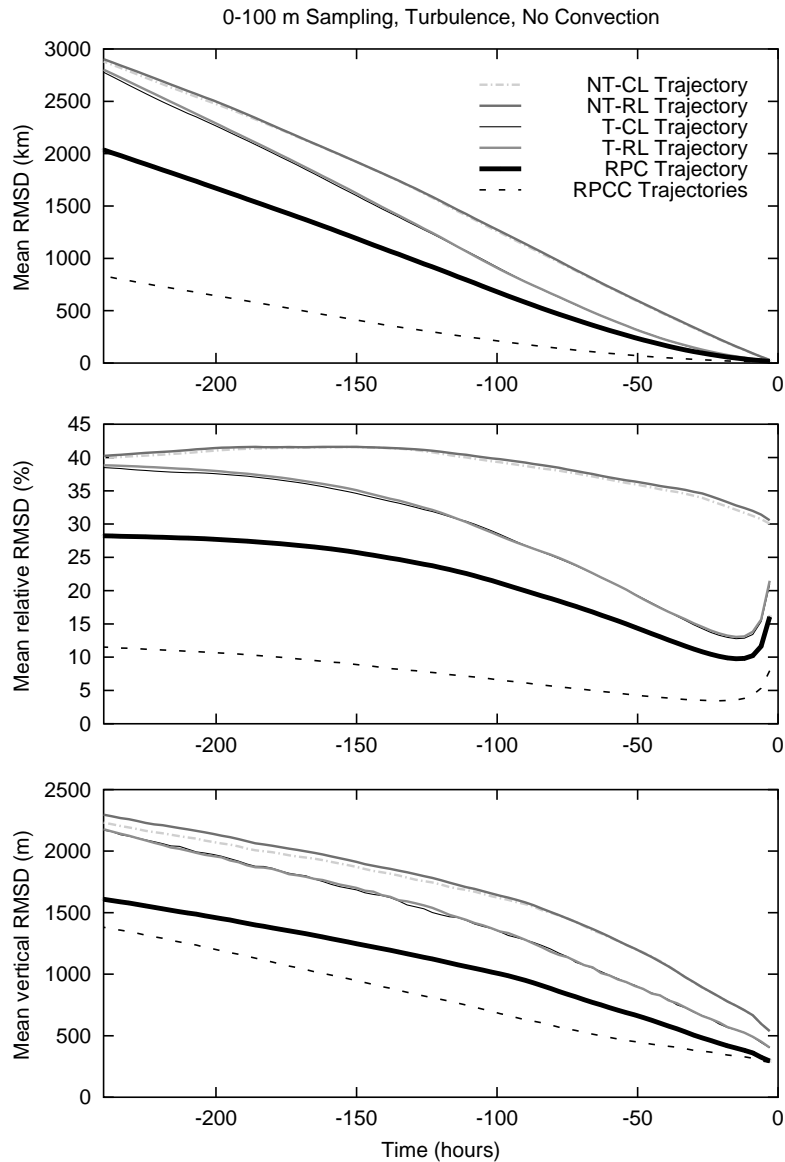 0-100 m Sampling, Turbulence, No Convection
3000
2500
2000
1500
1000
500
0
Mean RMSD (km)
NT-CL Trajectory
NT-RL Trajectory
T-CL Trajectory
T-RL Trajectory
RPC Trajectory
RPCC Trajectories
-200 -150 -100 -50 0
45
40
35
30
25
20
15
10
5
0
Mean relative RMSD (%)
-200 -150 -100 -50 0
2500
2000
1500
1000
500
0
Mean vertical RMSD (m)
-200 -150 -100 -50 0
Time (hours)